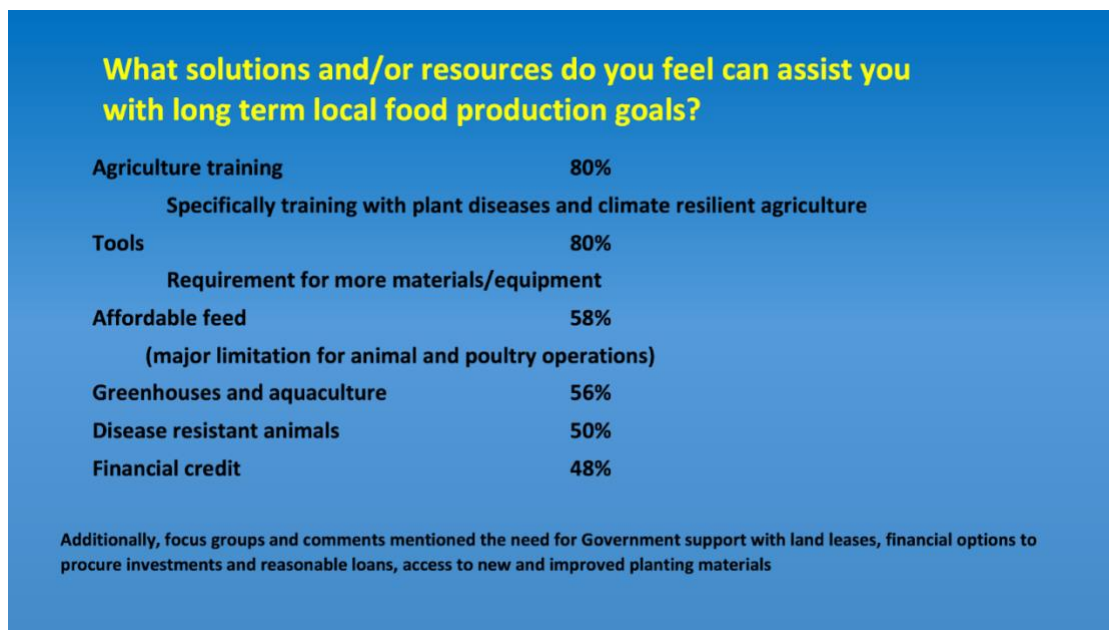 What solutions and/or resources do you feel can assist you
with long term local food production goals?
Agriculture training 80%
Specifically training with plant diseases and climate resilient agriculture
Tools 80%
Requirement for more materials/equipment
Affordable feed 58%
(major limitation for animal and poultry operations)
Greenhouses and aquaculture 56%
Disease resistant animals 50%
Financial credit 48%
Additionally, focus groups and comments mentioned the need for Government support with land leases, financial options to
procure investments and reasonable loans, access to new and improved planting materials